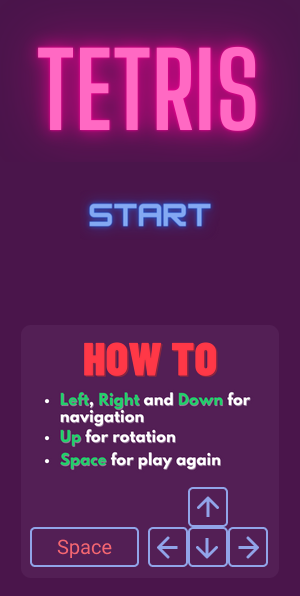 TETRIS
START
HOW TO
Left, Right and Down for
navigation
Up for rotation
Space for play again
↑
Space ← ↓ →